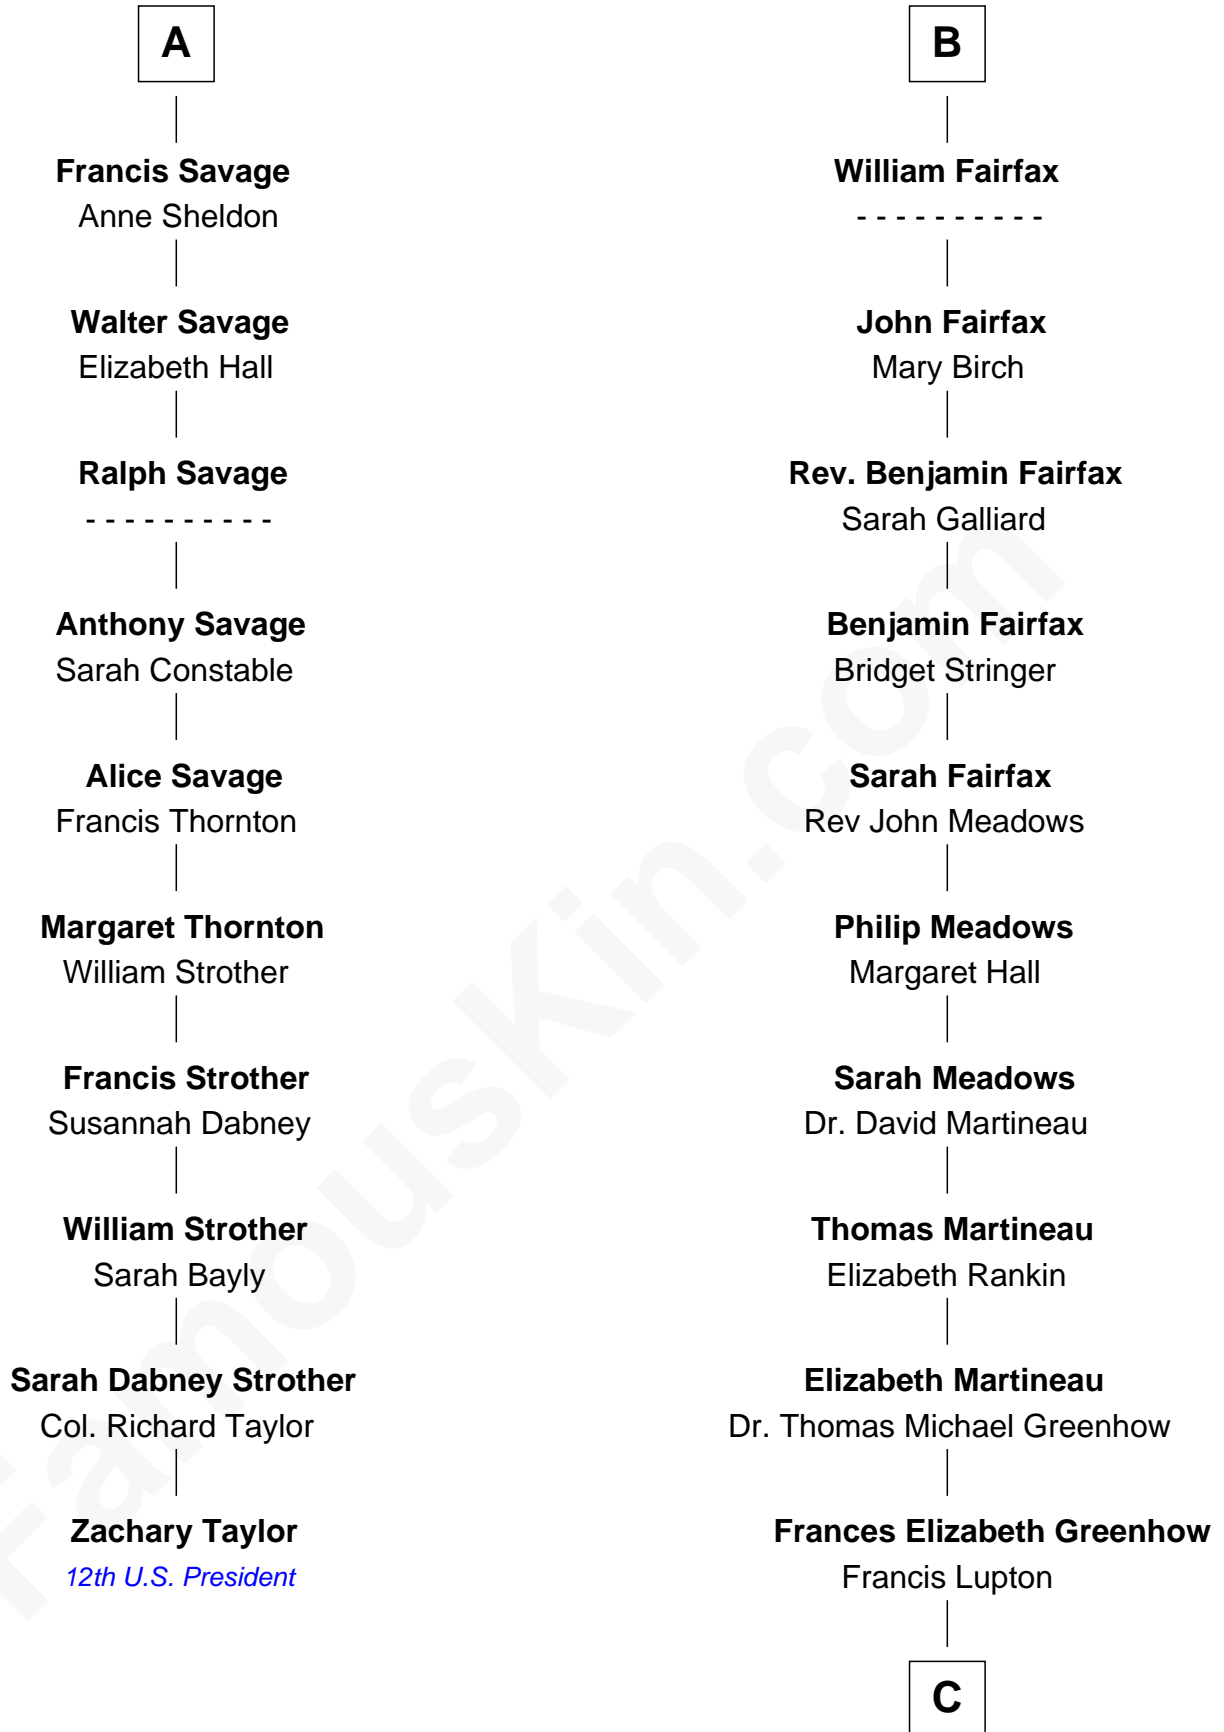 A
Francis Savage
Anne Sheldon
Walter Savage
Elizabeth Hall
Ralph Savage
- - - - - - - - - -
Anthony Savage
Sarah Constable
Alice Savage
Francis Thornton
Margaret Thornton
William Strother
Francis Strother
Susannah Dabney
William Strother
Sarah Bayly
Sarah Dabney Strother
Col. Richard Taylor
Zachary Taylor
12th U.S. President
B
William Fairfax
- - - - - - - - - -
John Fairfax
Mary Birch
Rev. Benjamin Fairfax
Sarah Galliard
Benjamin Fairfax
Bridget Stringer
Sarah Fairfax
Rev John Meadows
Philip Meadows
Margaret Hall
Sarah Meadows
Dr. David Martineau
Thomas Martineau
Elizabeth Rankin
Elizabeth Martineau
Dr. Thomas Michael Greenhow
Frances Elizabeth Greenhow
Francis Lupton
C
FamousKin.com